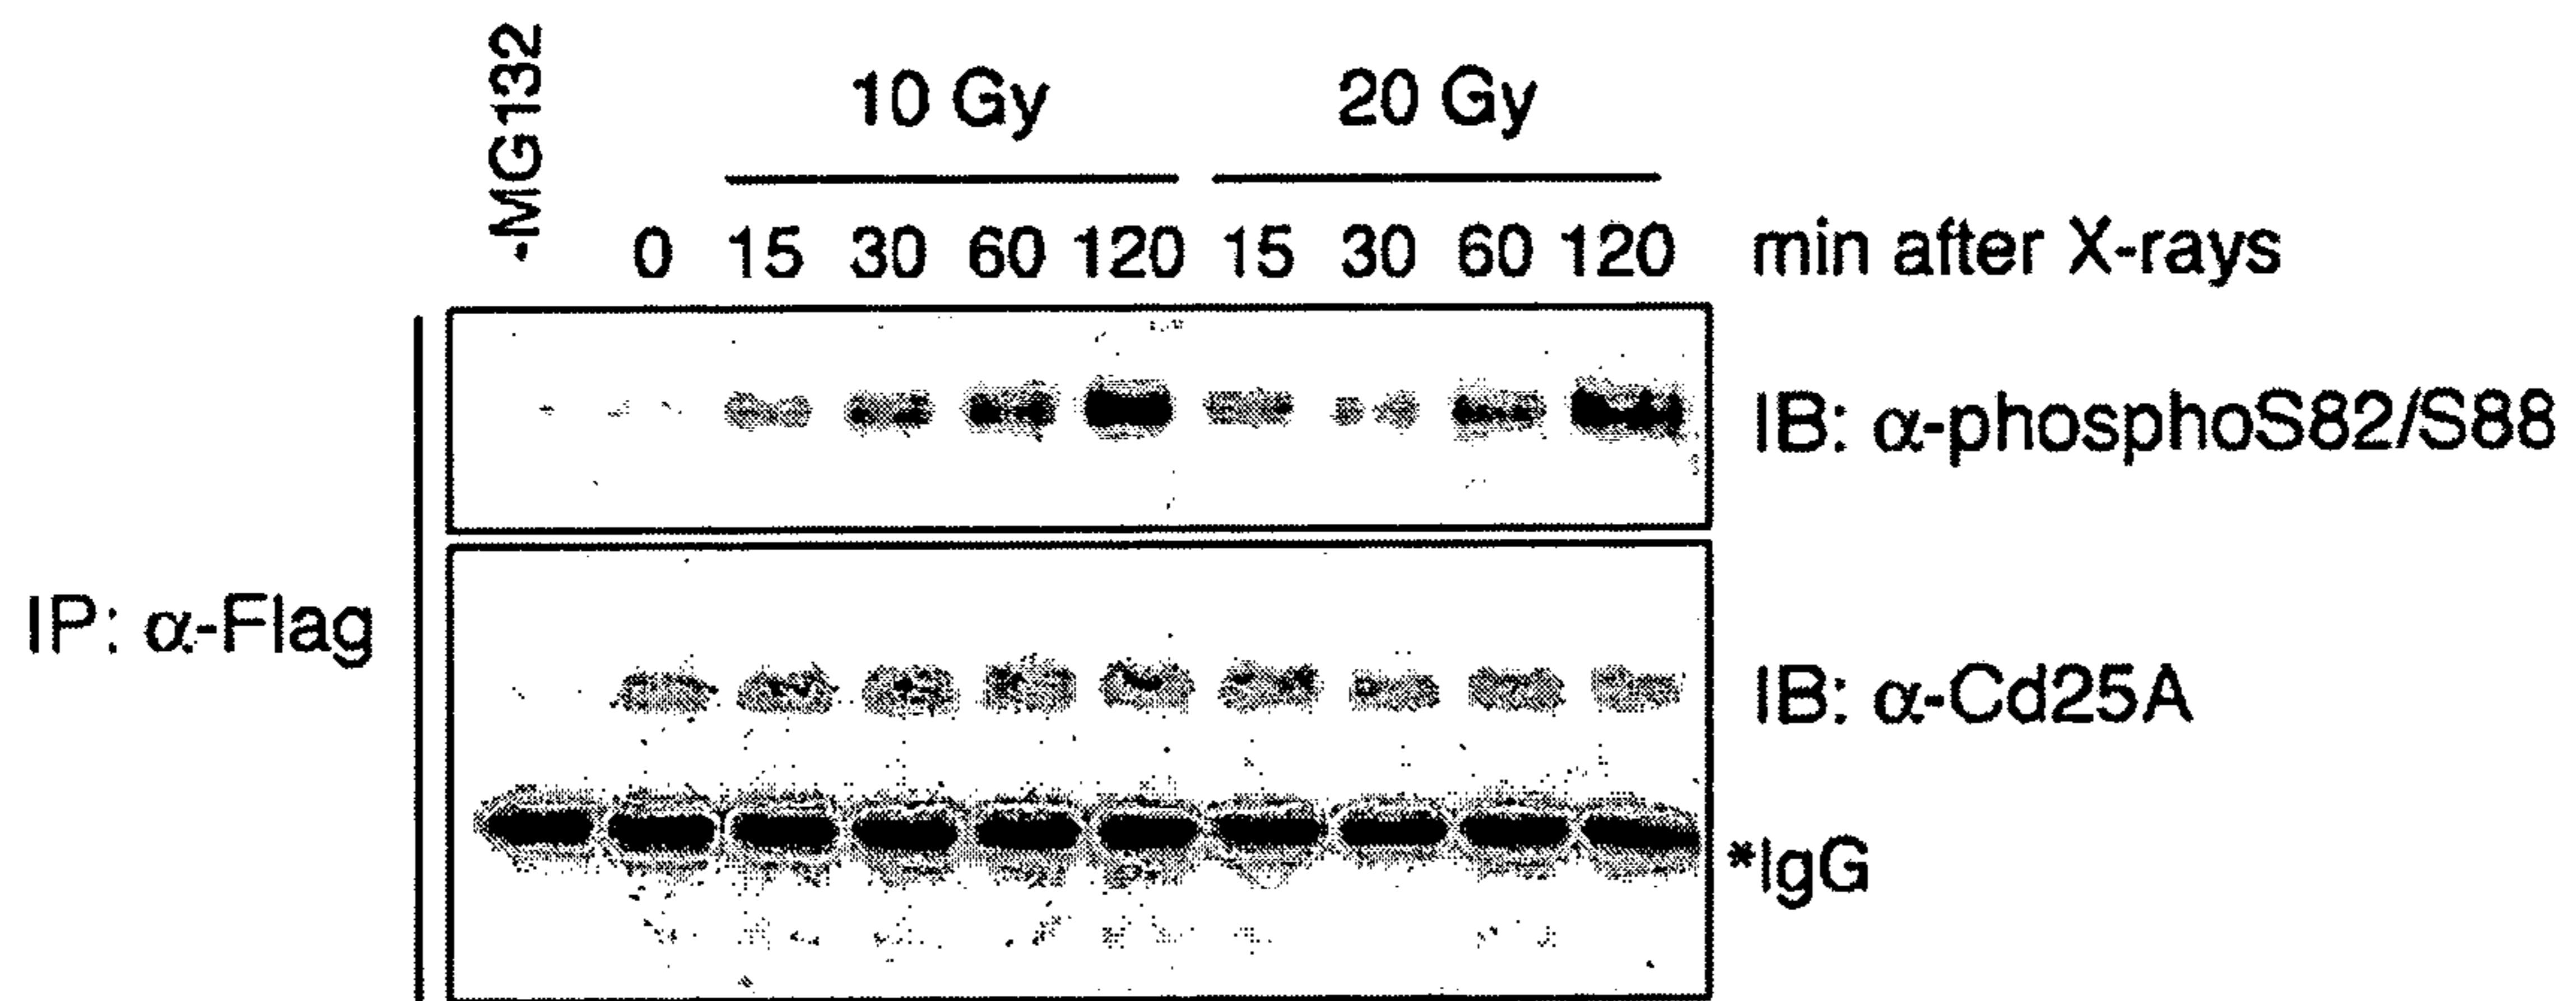 -MG132
10 Gy 20 Gy
0 15 30 60 120 15 30 60 120 min after X-rays
IB: α-phosphoS82/S88
IP: α-Flag
IB: α-Cd25A
*IgG